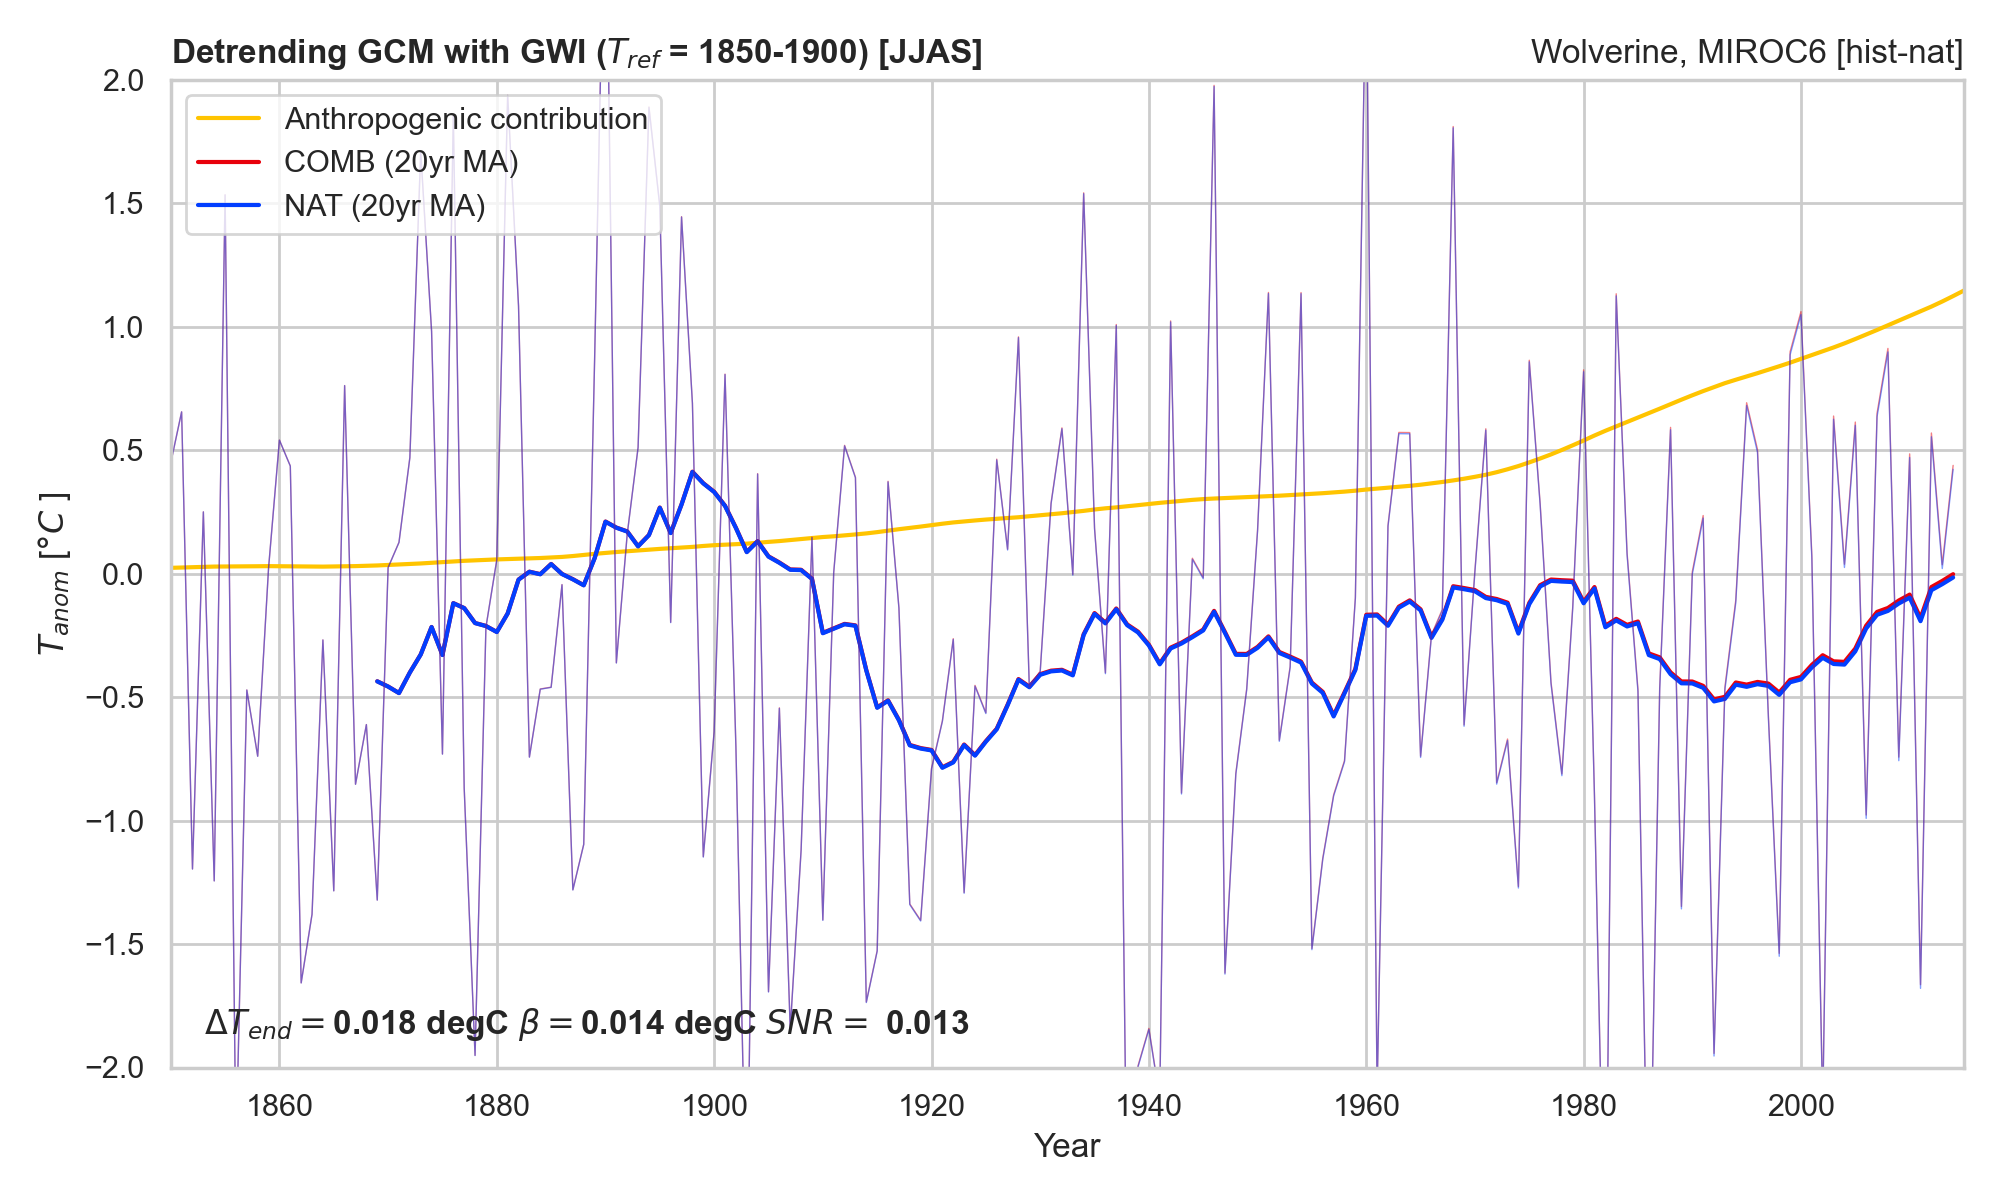 Detrending GCM with GWI (T_ref = 1850-1900) [JJAS]
Wolverine, MIROC6 [hist-nat]
Anthropogenic contribution
COMB (20yr MA)
NAT (20yr MA)
2.0
1.5
1.0
0.5
0.0
−0.5
−1.0
−1.5
−2.0
T_anom [°C]
ΔT_end = 0.018 degC β = 0.014 degC SNR = 0.013
1860 1880 1900 1920 1940 1960 1980 2000
Year